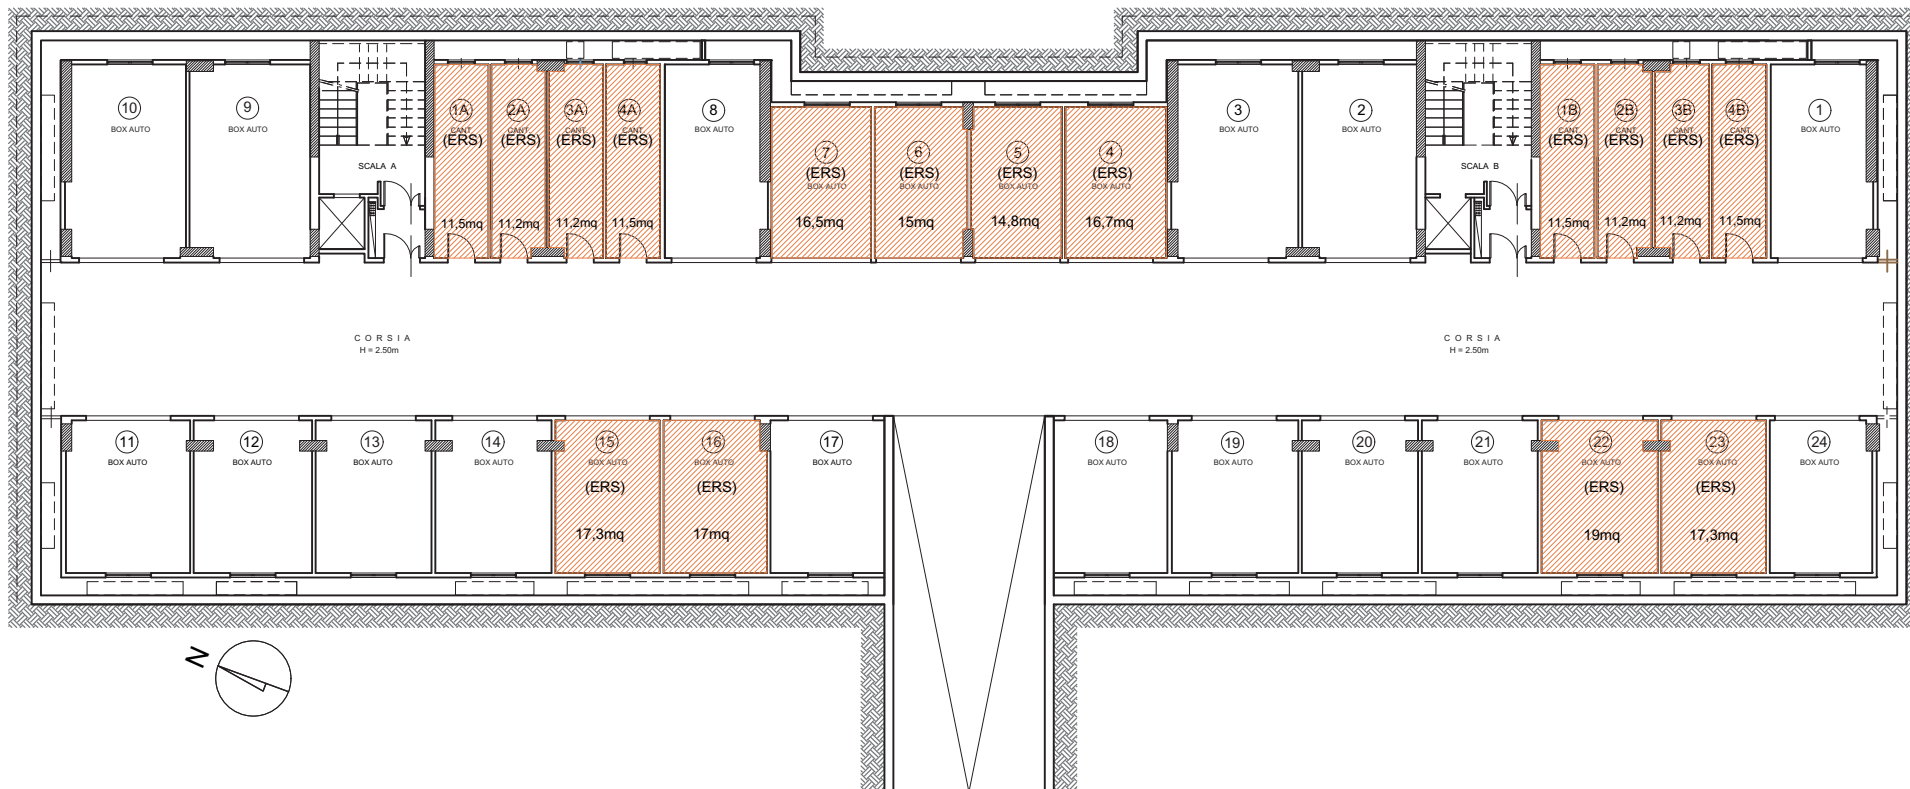 10
BOX AUTO
9
BOX AUTO
SCALA A
1A
CANT
(ERS)
11,5mq
2A
CANT
(ERS)
11,2mq
3A
CANT
(ERS)
11,2mq
4A
CANT
(ERS)
11,5mq
8
BOX AUTO
7
(ERS)
BOX AUTO
16,5mq
6
(ERS)
BOX AUTO
15mq
5
(ERS)
BOX AUTO
14,8mq
4
(ERS)
BOX AUTO
16,7mq
3
BOX AUTO
2
BOX AUTO
SCALA B
1B
CANT
(ERS)
11,5mq
2B
CANT
(ERS)
11,2mq
3B
CANT
(ERS)
11,2mq
4B
CANT
(ERS)
11,5mq
1
BOX AUTO
CORSIA
H = 2.50m
CORSIA
H = 2.50m
11
BOX AUTO
12
BOX AUTO
13
BOX AUTO
14
BOX AUTO
15
BOX AUTO
(ERS)
17,3mq
16
BOX AUTO
(ERS)
17mq
17
BOX AUTO
18
BOX AUTO
19
BOX AUTO
20
BOX AUTO
21
BOX AUTO
22
BOX AUTO
(ERS)
19mq
23
BOX AUTO
(ERS)
17,3mq
24
BOX AUTO
N